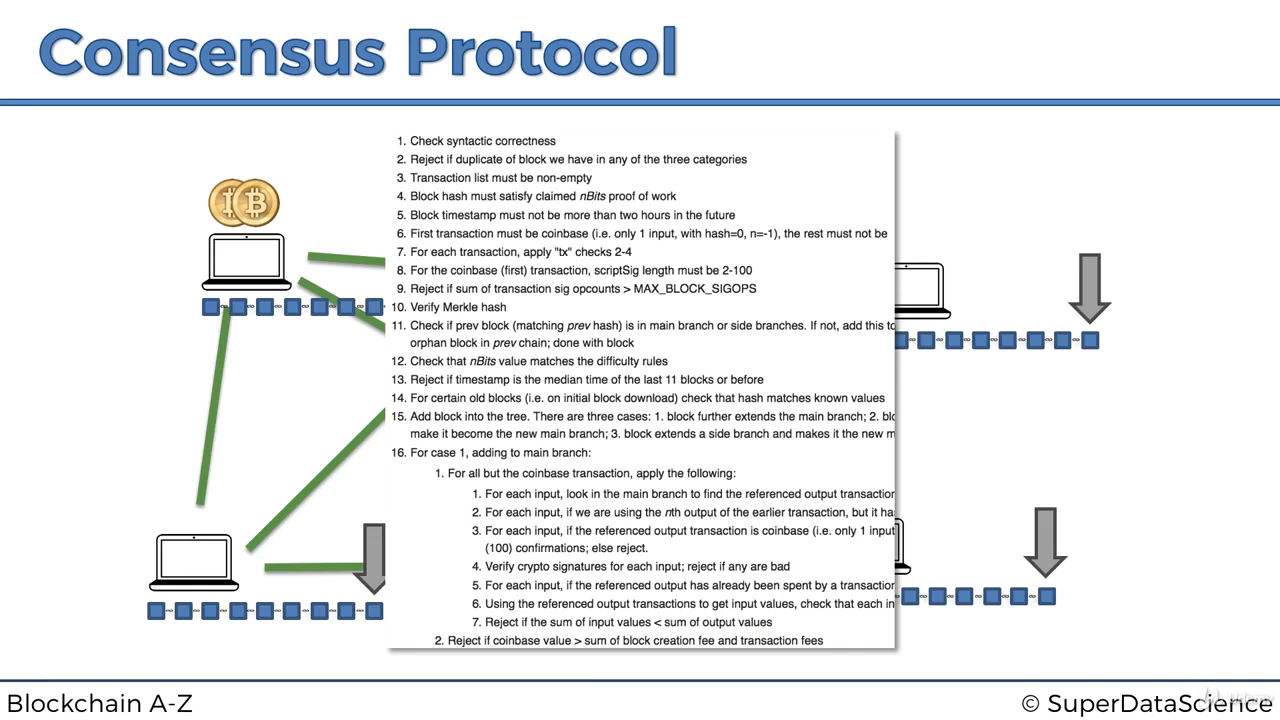 Consensus Protocol
1. Check syntactic correctness
2. Reject if duplicate of block we have in any of the three categories
3. Transaction list must be non-empty
4. Block hash must satisfy claimed nBits proof of work
5. Block timestamp must not be more than two hours in the future
6. First transaction must be coinbase (i.e. only 1 input, with hash=0, n=-1), the rest must not be
7. For each transaction, apply "tx" checks 2-4
8. For the coinbase (first) transaction, scriptSig length must be 2-100
9. Reject if sum of transaction sig opcounts > MAX_BLOCK_SIGOPS
10. Verify Merkle hash
11. Check if prev block (matching prev hash) is in main branch or side branches. If not, add this to
orphan block in prev chain; done with block
12. Check that nBits value matches the difficulty rules
13. Reject if timestamp is the median time of the last 11 blocks or before
14. For certain old blocks (i.e. on initial block download) check that hash matches known values
15. Add block into the tree. There are three cases: 1. block further extends the main branch; 2.
make it become the new main branch; 3. block extends a side branch and makes it the new
16. For case 1, adding to main branch:
1. For all but the coinbase transaction, apply the following:
1. For each input, look in the main branch to find the referenced output
2. For each input, if we are using the nth output of the earlier transaction, but it
3. For each input, if the referenced output transaction is coinbase (i.e. only 1 input
(100) confirmations; else reject.
4. Verify crypto signatures for each input; reject if any are bad
5. For each input, if the referenced output has already been spent by a
6. Using the referenced output transactions to get input values, check that each
7. Reject if the sum of input values < sum of output values
2. Reject if coinbase value > sum of block creation fee and transaction fees
Blockchain A-Z
© SuperDataScience